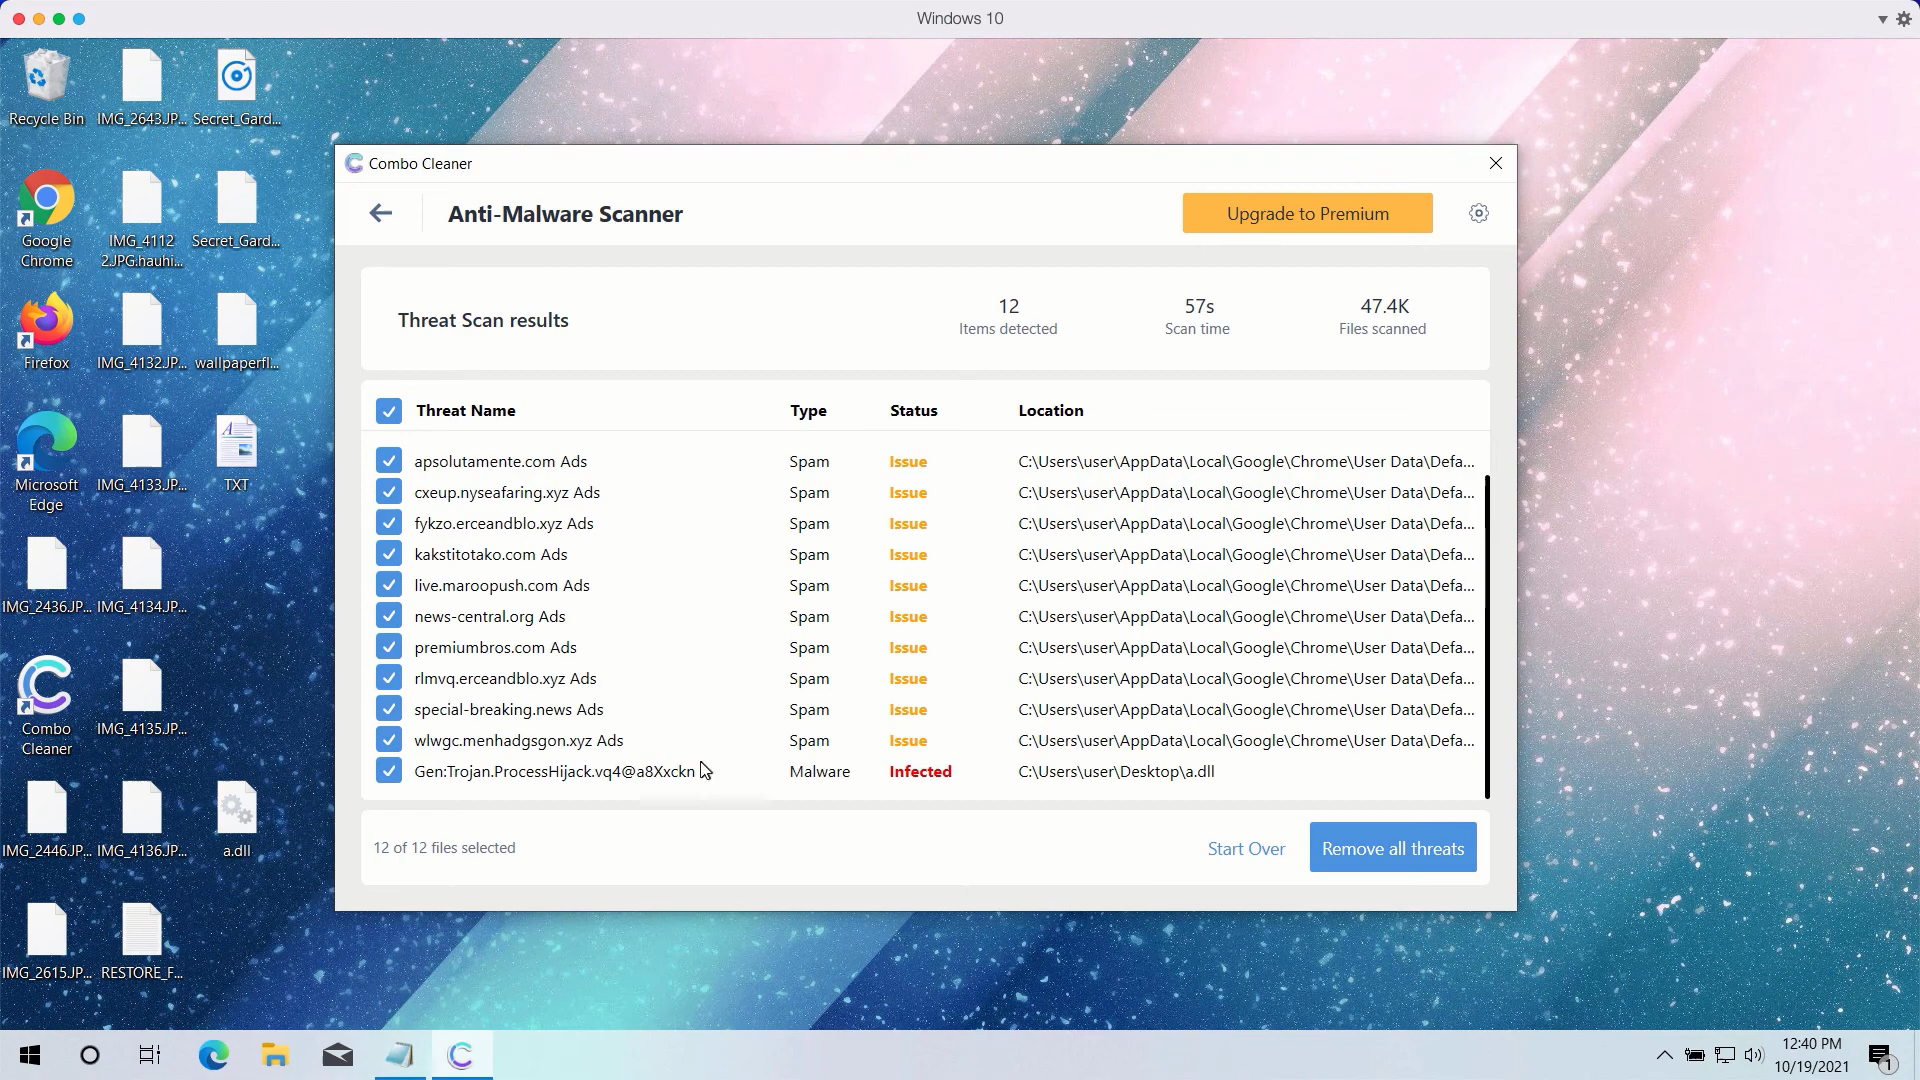 Windows 10
Recycle Bin
IMG_2643.JP...
Secret_Gard...
Google
Chrome
IMG_4112
2.JPG.hauhi...
Secret_Gard...
Firefox
IMG_4132.JP...
wallpaperfl...
Microsoft
Edge
IMG_4133.JP...
TXT
IMG_2436.JP...
IMG_4134.JP...
Combo
Cleaner
IMG_4135.JP...
IMG_2446.JP...
IMG_4136.JP...
a.dll
IMG_2615.JP...
RESTORE_F...
Combo Cleaner
Anti-Malware Scanner
Upgrade to Premium
Threat Scan results
12
Items detected
57s
Scan time
47.4K
Files scanned
Threat Name Type Status Location
apsolutamente.com Ads Spam Issue C:\Users\user\AppData\Local\Google\Chrome\User Data\Defa...
cxeup.nyseafaring.xyz Ads Spam Issue C:\Users\user\AppData\Local\Google\Chrome\User Data\Defa...
fykzo.erceandblo.xyz Ads Spam Issue C:\Users\user\AppData\Local\Google\Chrome\User Data\Defa...
kakstitotako.com Ads Spam Issue C:\Users\user\AppData\Local\Google\Chrome\User Data\Defa...
live.maroopush.com Ads Spam Issue C:\Users\user\AppData\Local\Google\Chrome\User Data\Defa...
news-central.org Ads Spam Issue C:\Users\user\AppData\Local\Google\Chrome\User Data\Defa...
premiumbros.com Ads Spam Issue C:\Users\user\AppData\Local\Google\Chrome\User Data\Defa...
rlmvq.erceandblo.xyz Ads Spam Issue C:\Users\user\AppData\Local\Google\Chrome\User Data\Defa...
special-breaking.news Ads Spam Issue C:\Users\user\AppData\Local\Google\Chrome\User Data\Defa...
wlwgc.menhadgsgon.xyz Ads Spam Issue C:\Users\user\AppData\Local\Google\Chrome\User Data\Defa...
Gen:Trojan.ProcessHijack.vq4@a8Xxckn Malware Infected C:\Users\user\Desktop\a.dll
12 of 12 files selected
Start Over
Remove all threats
12:40 PM
10/19/2021
1